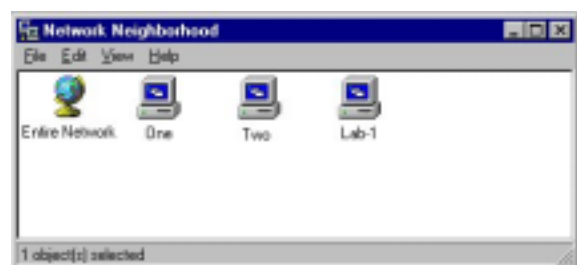 Network Neighborhood
File Edit View Help
Entire Network One Two Lab-1
1 object(s) selected